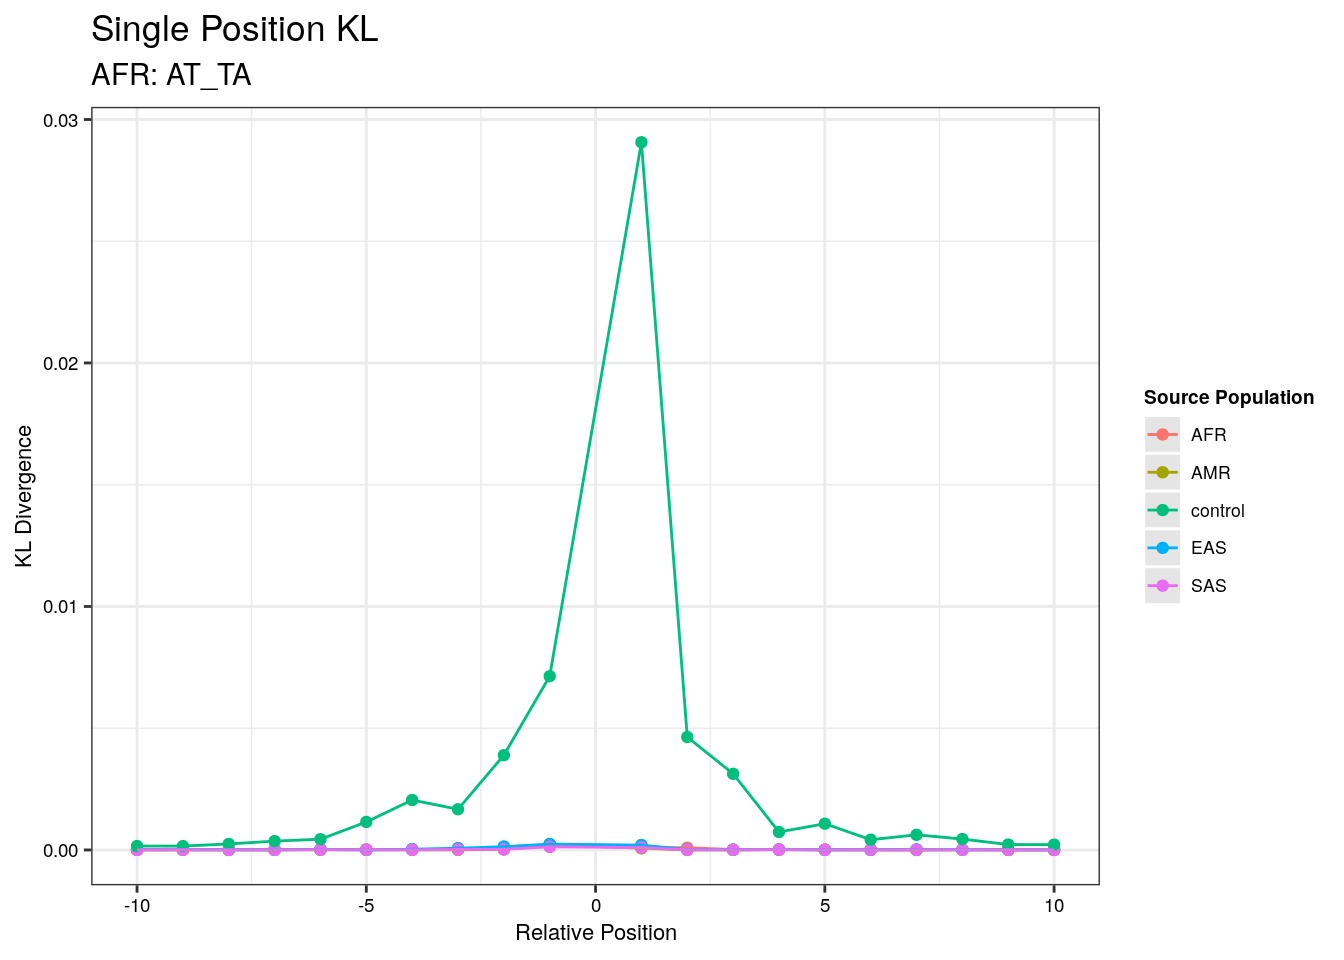 Single Position KL
AFR: AT_TA
0.03
0.02
0.01
0.00
KL Divergence
-10
-5
0
5
10
Relative Position
Source Population
AFR
AMR
control
EAS
SAS